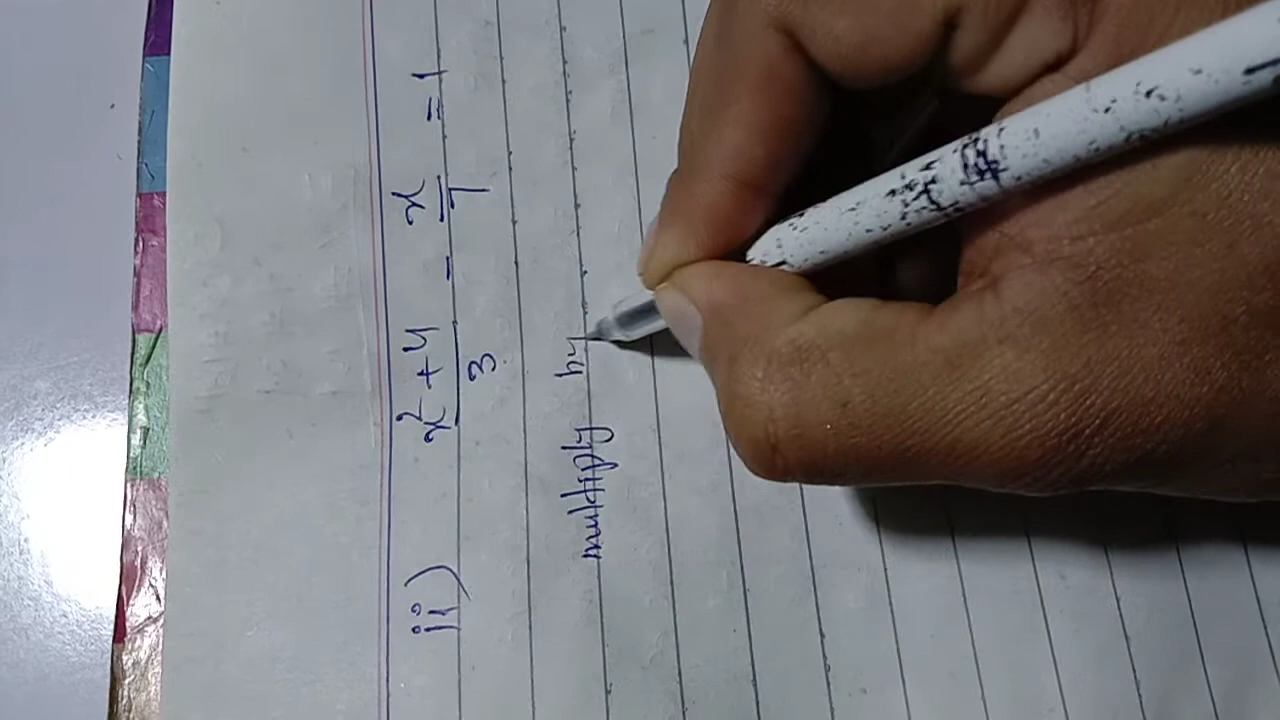 ii) x²+4/3 - x/7 = 1
multiply by